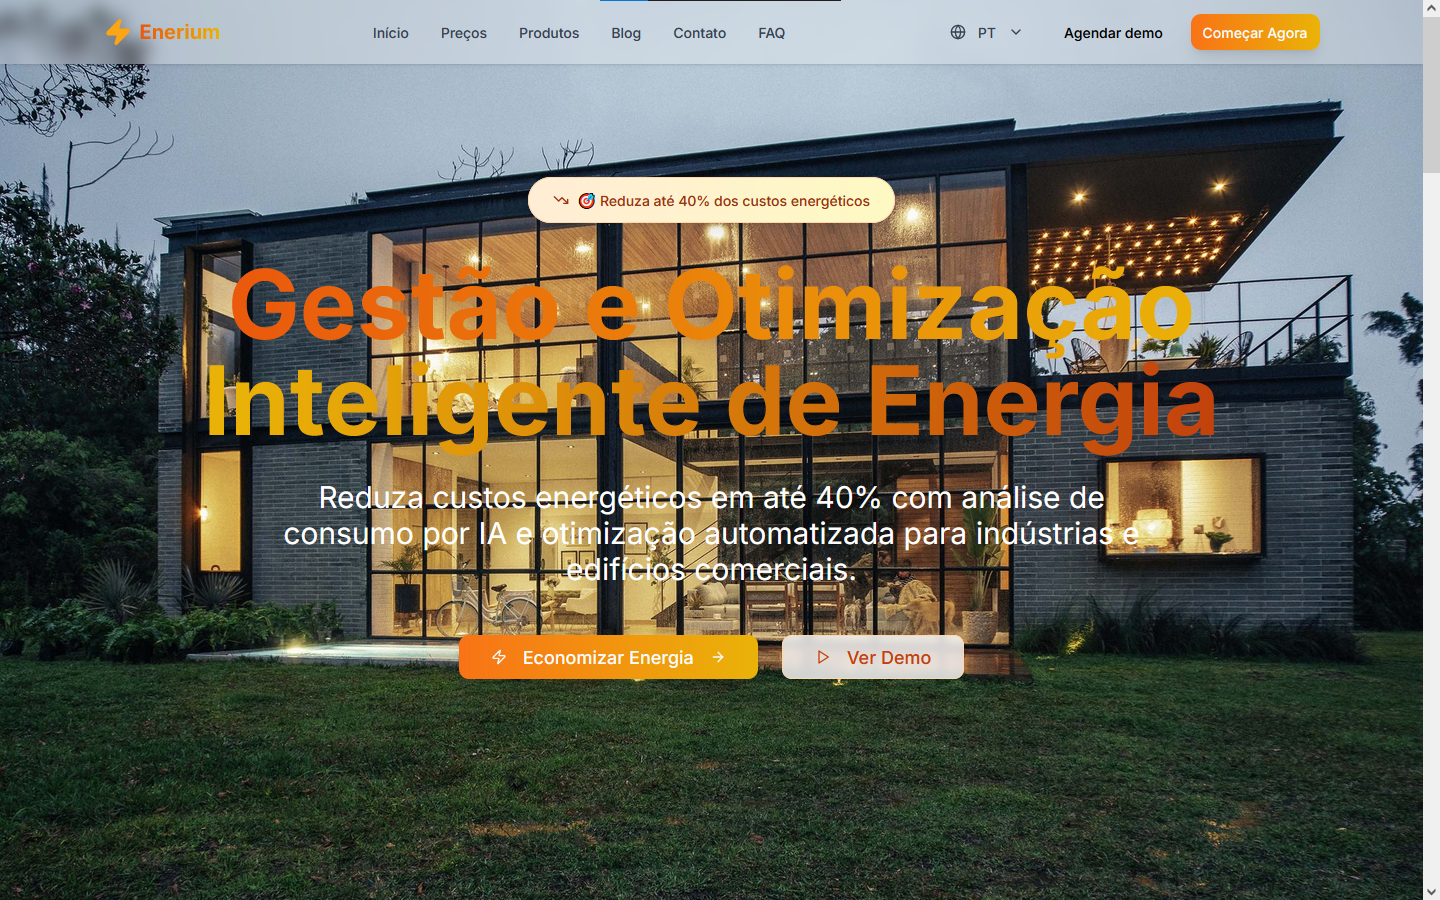 Enerium
Início
Preços
Produtos
Blog
Contato
FAQ
PT
Agendar demo
Começar Agora
🎯 Reduza até 40% dos custos energéticos
Gestão e Otimização
Inteligente de Energia
Reduza custos energéticos em até 40% com análise de
consumo por IA e otimização automatizada para indústrias e
edifícios comerciais.
Economizar Energia
Ver Demo